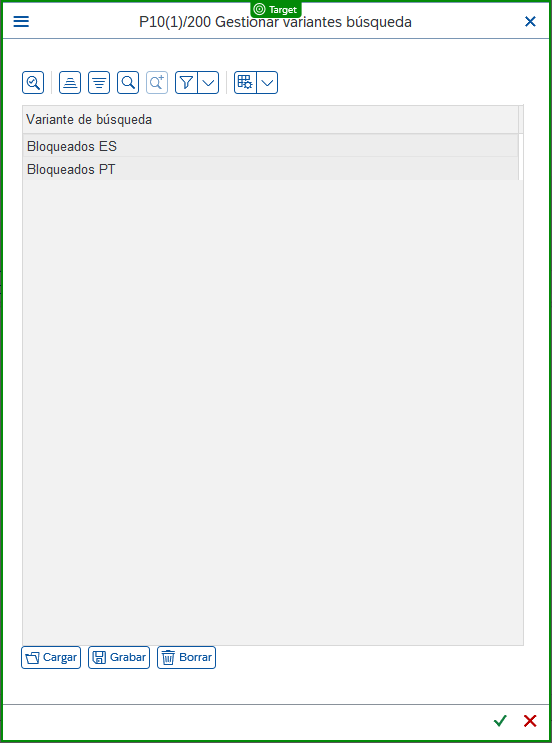 Target
P10(1)/200 Gestionar variantes búsqueda
Variante de búsqueda
Bloqueados ES
Bloqueados PT
Cargar Grabar Borrar